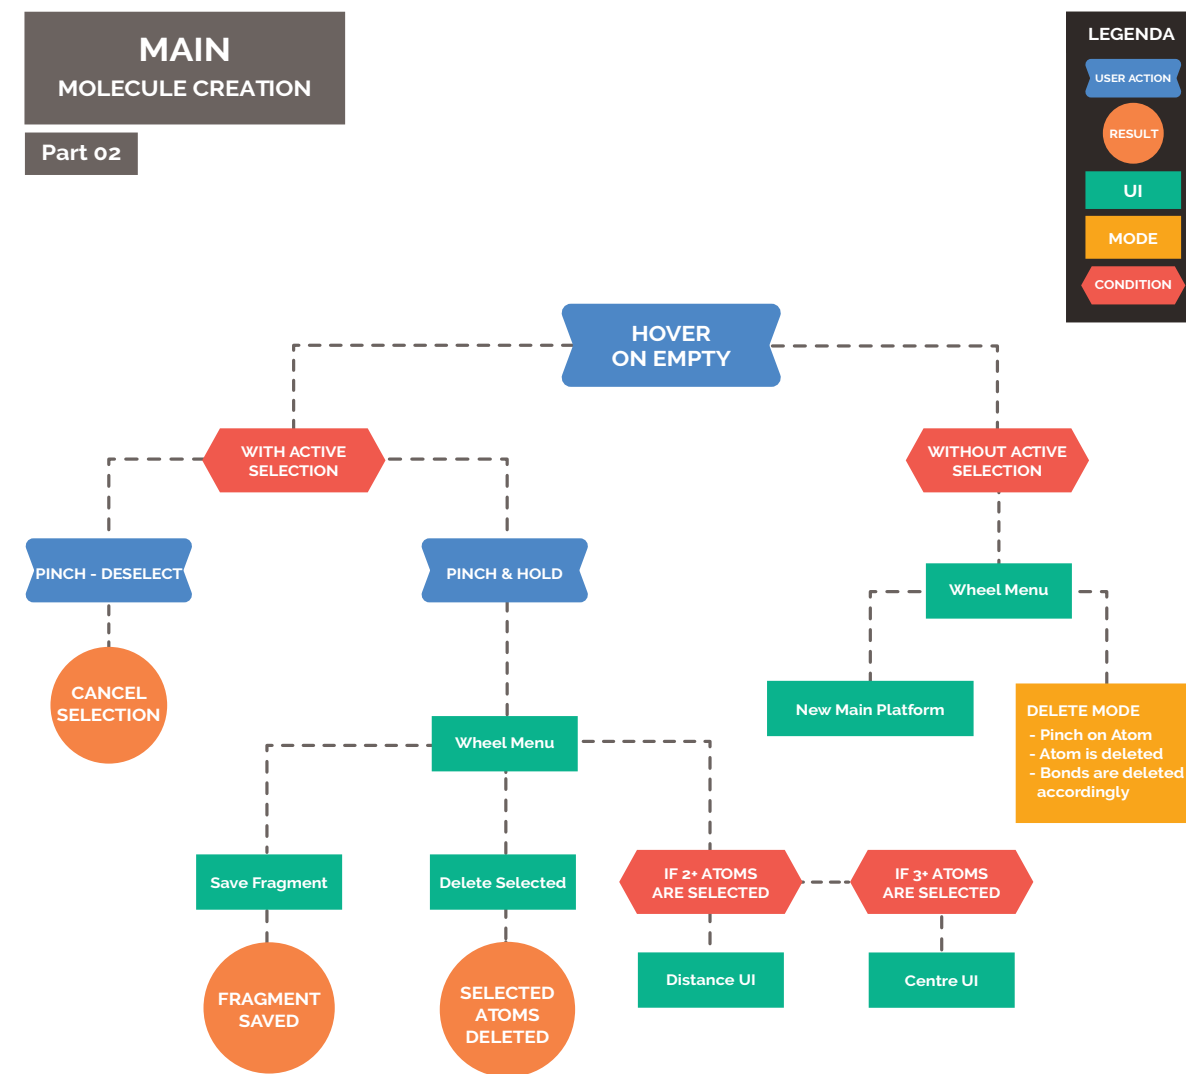 MAIN
MOLECULE CREATION
Part 02
LEGENDA
USER ACTION
RESULT
UI
MODE
CONDITION
HOVER
ON EMPTY
WITH ACTIVE
SELECTION
WITHOUT ACTIVE
SELECTION
PINCH - DESELECT
PINCH & HOLD
Wheel Menu
CANCEL
SELECTION
New Main Platform
DELETE MODE
- Pinch on Atom
- Atom is deleted
- Bonds are deleted
accordingly
Wheel Menu
Save Fragment
Delete Selected
IF 2+ ATOMS
ARE SELECTED
IF 3+ ATOMS
ARE SELECTED
Distance UI
Centre UI
FRAGMENT
SAVED
SELECTED
ATOMS
DELETED